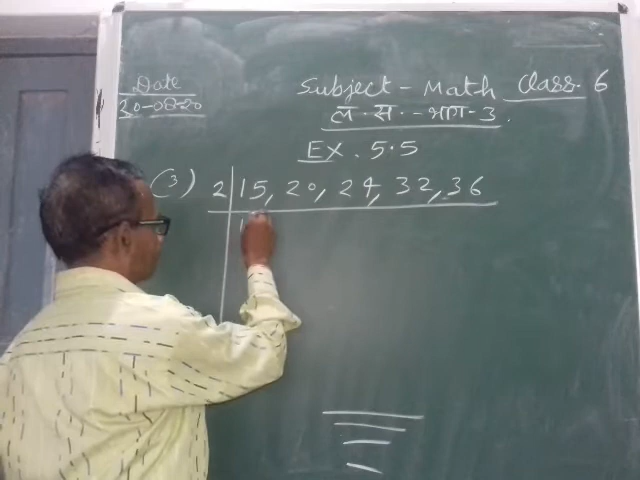 Date
20-08-20
Subject - Math Class. 6
ल. स. - भाग-3.
EX. 5.5
(3) 2 15, 20, 24, 32, 36
1